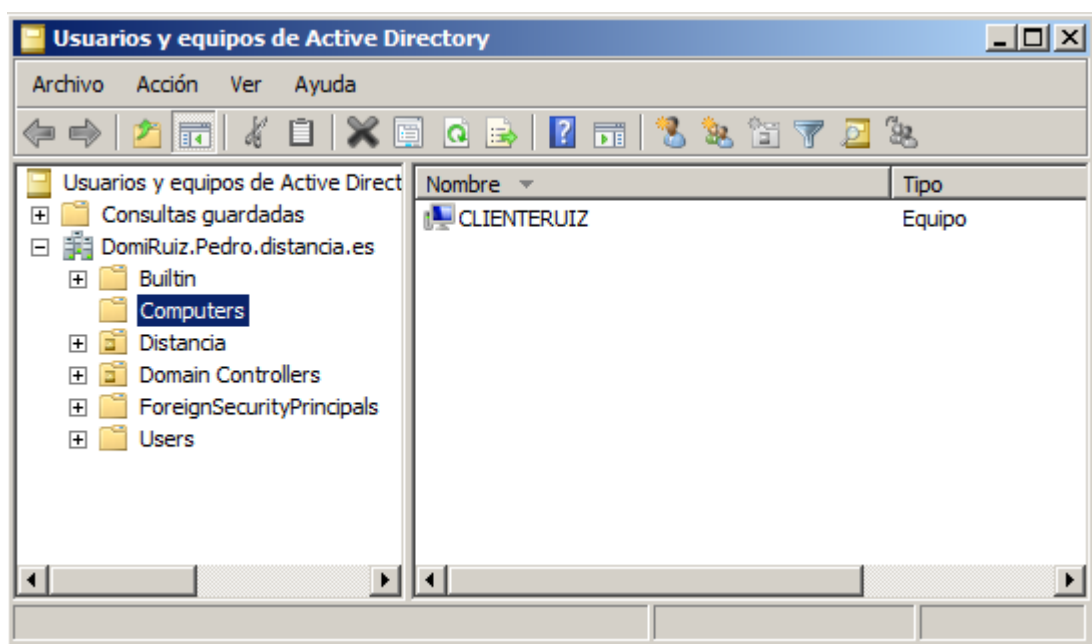 Usuarios y equipos de Active Directory
Archivo Acción Ver Ayuda
Usuarios y equipos de Active Direct
Consultas guardadas
DomiRuiz.Pedro.distancia.es
Builtin
Computers
Distancia
Domain Controllers
ForeignSecurityPrincipals
Users
Nombre Tipo
CLIENTERUIZ Equipo